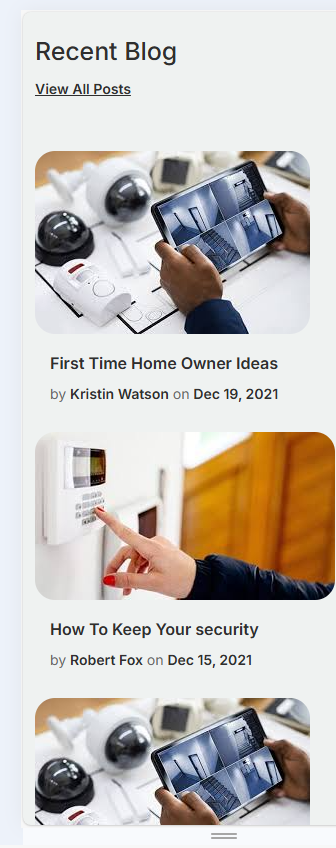 Recent Blog
View All Posts
First Time Home Owner Ideas
by Kristin Watson on Dec 19, 2021
How To Keep Your security
by Robert Fox on Dec 15, 2021